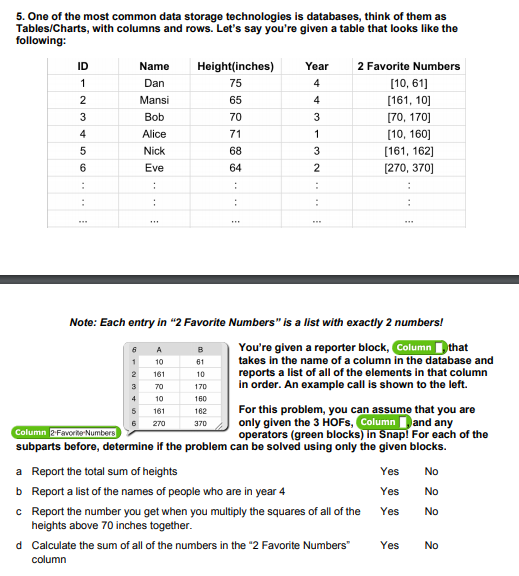 5. One of the most common data storage technologies is databases, think of them as
Tables/Charts, with columns and rows. Let's say you're given a table that looks like the
following:
ID Name Height(inches) Year 2 Favorite Numbers
1 Dan 75 4 [10, 61]
2 Mansi 65 4 [161, 10]
3 Bob 70 3 [70, 170]
4 Alice 71 1 [10, 160]
5 Nick 68 3 [161, 162]
6 Eve 64 2 [270, 370]
: : : : :
: : : : :
... ... ... ... ...
Note: Each entry in "2 Favorite Numbers" is a list with exactly 2 numbers!
6 A B
1 10 61
2 161 10
3 70 170
4 10 160
5 161 162
6 270 370
Column 2 Favorite Numbers
You're given a reporter block, Column , that
takes in the name of a column in the database and
reports a list of all of the elements in that column
in order. An example call is shown to the left.
For this problem, you can assume that you are
only given the 3 HOFs, Column , and any
operators (green blocks) in Snap! For each of the
subparts before, determine if the problem can be solved using only the given blocks.
a Report the total sum of heights Yes No
b Report a list of the names of people who are in year 4 Yes No
c Report the number you get when you multiply the squares of all of the Yes No
heights above 70 inches together.
d Calculate the sum of all of the numbers in the "2 Favorite Numbers" Yes No
column